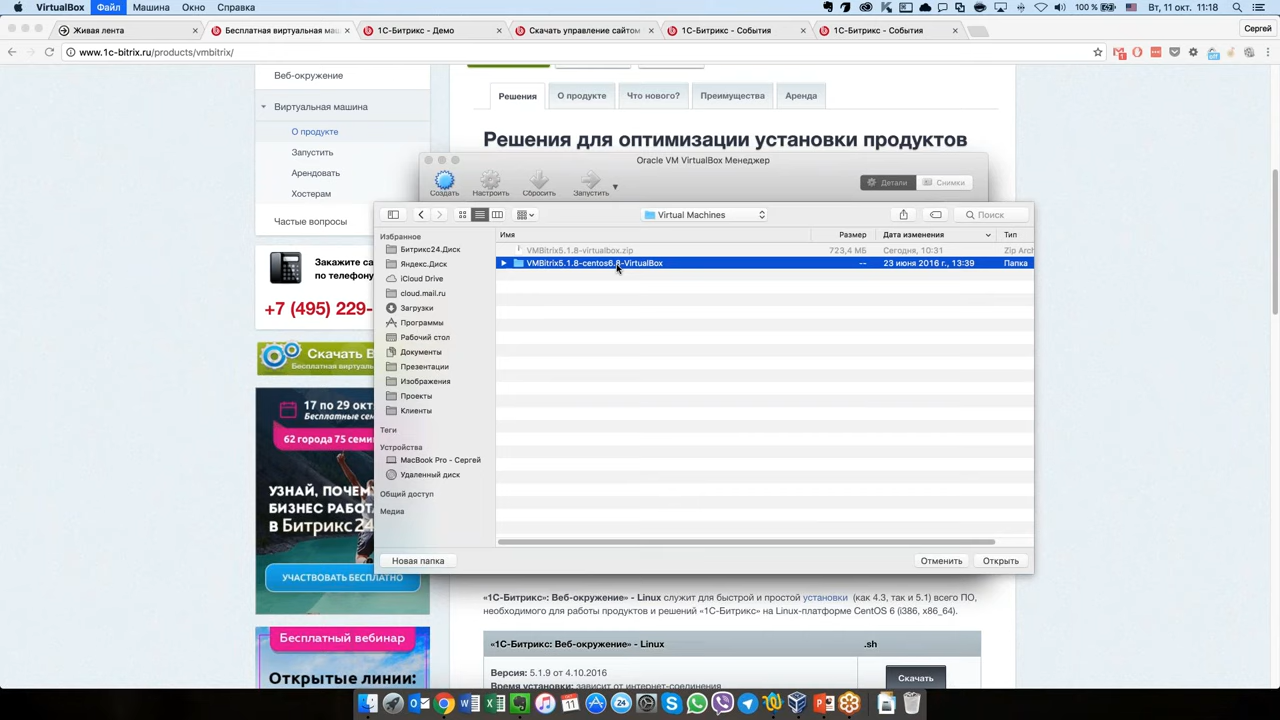 VirtualBox Файл Машина Окно Справка
100 % Вт, 11 окт. 11:18
Живая лента
Бесплатная виртуальная маш
1С-Битрикс - Демо
Скачать управление сайтом
1С-Битрикс - События
1С-Битрикс - События
Сергей
www.1c-bitrix.ru/products/vmbitrix/
Веб-окружение
Виртуальная машина
О продукте
Запустить
Арендовать
Хостерам
Частые вопросы
Решения
О продукте
Что нового?
Преимущества
Аренда
Решения для оптимизации установки продуктов
Oracle VM VirtualBox Менеджер
Создать
Настроить
Сбросить
Запустить
Детали
Снимки
Virtual Machines
Поиск
Избранное
Битрикс24.Диск
Яндекс.Диск
iCloud Drive
cloud.mail.ru
Загрузки
Программы
Рабочий стол
Документы
Презентации
Изображения
Проекты
Клиенты
Теги
Устройства
MacBook Pro - Сергей
Удаленный диск
Общий доступ
Медиа
Имя Размер Дата изменения Тип
VMBitrix5.1.8-virtualbox.zip 723,4 МБ Сегодня, 10:31 Zip Arch
VMBitrix5.1.8-centos6.8-VirtualBox -- 23 июня 2016 г., 13:39 Папка
Новая папка
Отменить
Открыть
Закажите
по телефону
+7 (495) 229-
Скачать
Бесплатная виртуальн
17 по 29 окт
Бесплатные семи
62 города 75 семи
УЗНАЙ, ПОЧЕМ
БИЗНЕС РАБОТ
В Битрикс24
УЧАСТВОВАТЬ БЕСПЛАТНО
Бесплатный вебинар
Открытые линии:
«1С-Битрикс»: Веб-окружение» - Linux служит для быстрой и простой установки (как 4.3, так и 5.1) всего ПО,
необходимого для работы продуктов и решений «1С-Битрикс» на Linux-платформе CentOS 6 (i386, x86_64).
«1С-Битрикс: Веб-окружение» - Linux .sh
Версия: 5.1.9 от 4.10.2016
Время установки: зависит от интернет-соединения
Скачать